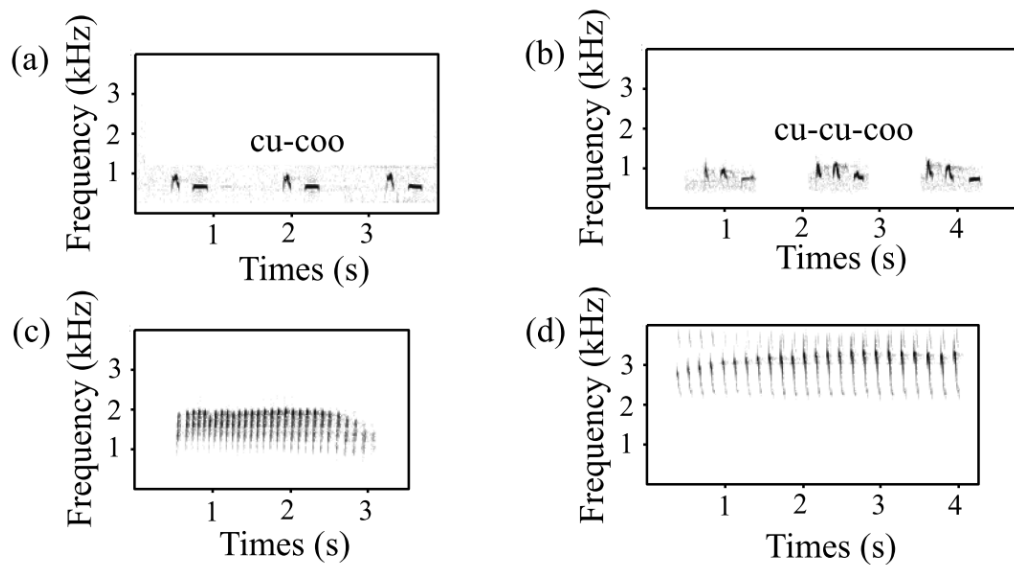 (a)
Frequency (kHz)
3
2
1
cu-coo
1 2 3
Times (s)
(b)
Frequency (kHz)
3
2
1
cu-cu-coo
1 2 3 4
Times (s)
(c)
Frequency (kHz)
3
2
1
1 2 3
Times (s)
(d)
Frequency (kHz)
3
2
1
1 2 3 4
Times (s)